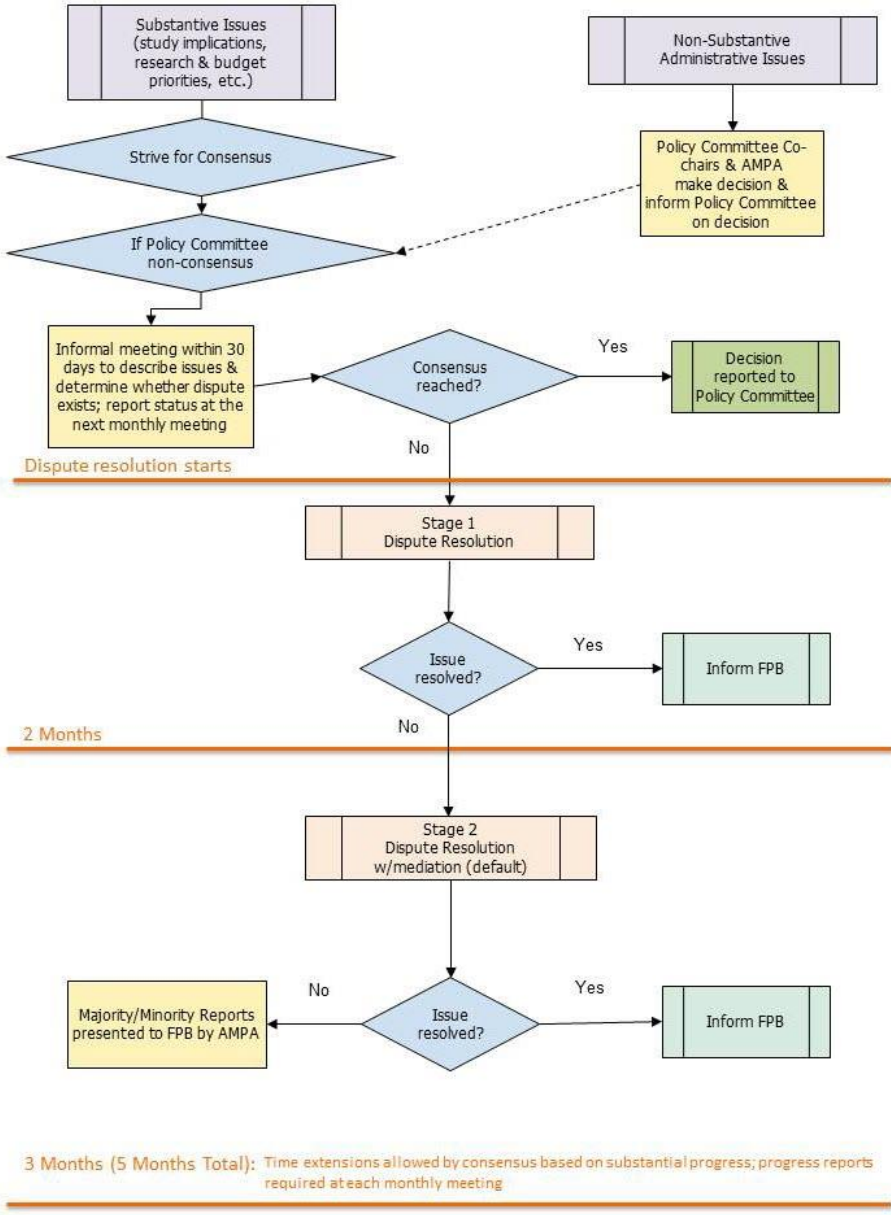 Substantive Issues
(study implications,
research & budget
priorities, etc.)
Non-Substantive
Administrative Issues
Strive for Consensus
Policy Committee Co-
chairs & AMPA
make decision &
inform Policy Committee
on decision
If Policy Committee
non-consensus
Informal meeting within 30
days to describe issues &
determine whether dispute
exists; report status at the
next monthly meeting
Consensus
reached?
Yes
Decision
reported to
Policy Committee
No
Dispute resolution starts
Stage 1
Dispute Resolution
Issue
resolved?
Yes
Inform FPB
No
2 Months
Stage 2
Dispute Resolution
w/mediation (default)
Majority/Minority Reports
presented to FPB by AMPA
No
Issue
resolved?
Yes
Inform FPB
3 Months (5 Months Total): Time extensions allowed by consensus based on substantial progress; progress reports
required at each monthly meeting